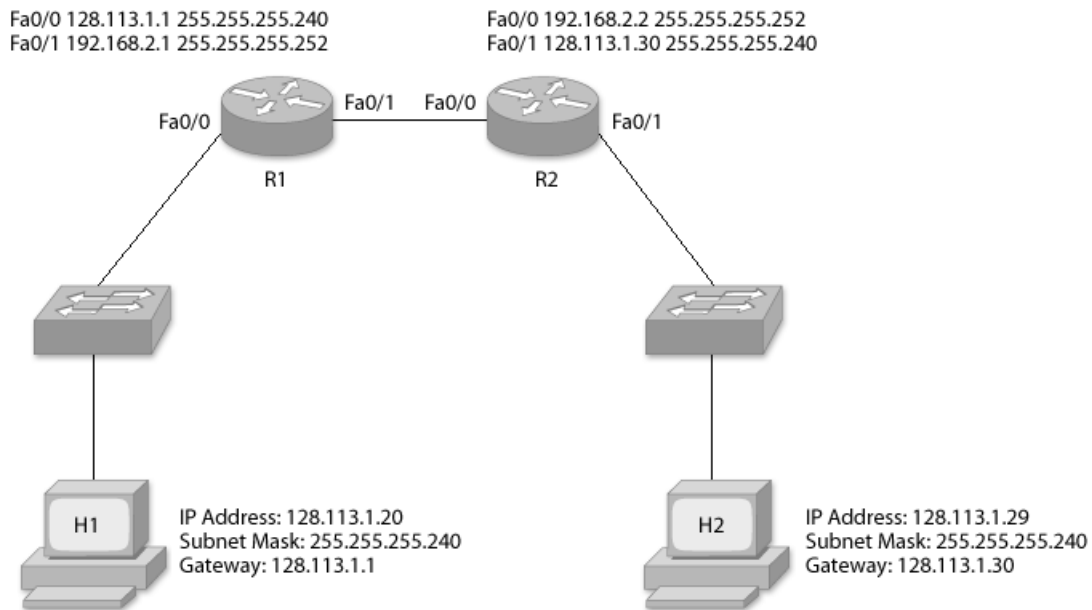 Fa0/0 128.113.1.1 255.255.255.240
Fa0/1 192.168.2.1 255.255.255.252
Fa0/0 192.168.2.2 255.255.255.252
Fa0/1 128.113.1.30 255.255.255.240
Fa0/0
Fa0/1
Fa0/0
Fa0/1
R1
R2
H1
IP Address: 128.113.1.20
Subnet Mask: 255.255.255.240
Gateway: 128.113.1.1
H2
IP Address: 128.113.1.29
Subnet Mask: 255.255.255.240
Gateway: 128.113.1.30